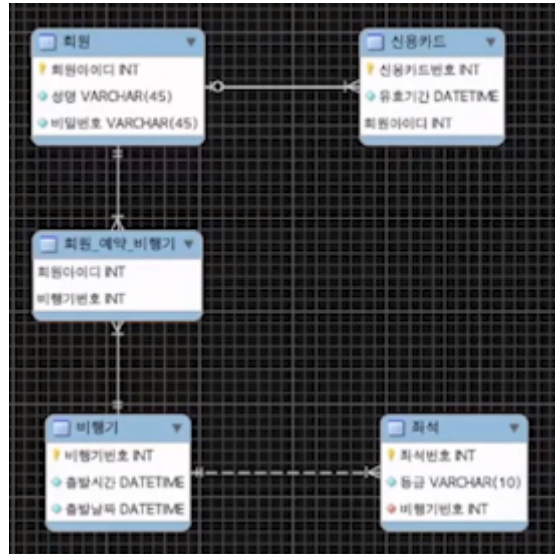 회원
회원아이디 INT
성명 VARCHAR(45)
비밀번호 VARCHAR(45)
신용카드
신용카드번호 INT
유효기간 DATETIME
회원아이디 INT
회원_예약_비행기
회원아이디 INT
비행기번호 INT
비행기
비행기번호 INT
출발시간 DATETIME
출발날짜 DATETIME
좌석
좌석번호 INT
등급 VARCHAR(10)
비행기번호 INT